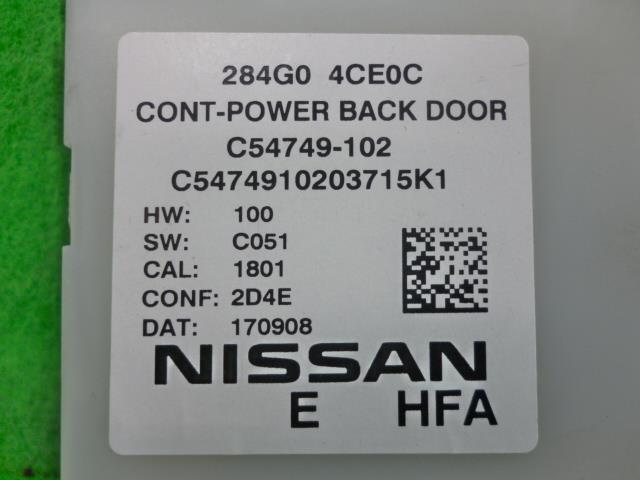 284G0 4CE0C
CONT-POWER BACK DOOR
C54749-102
C5474910203715K1
HW: 100
SW: C051
CAL: 1801
CONF: 2D4E
DAT: 170908
NISSAN
E HFA